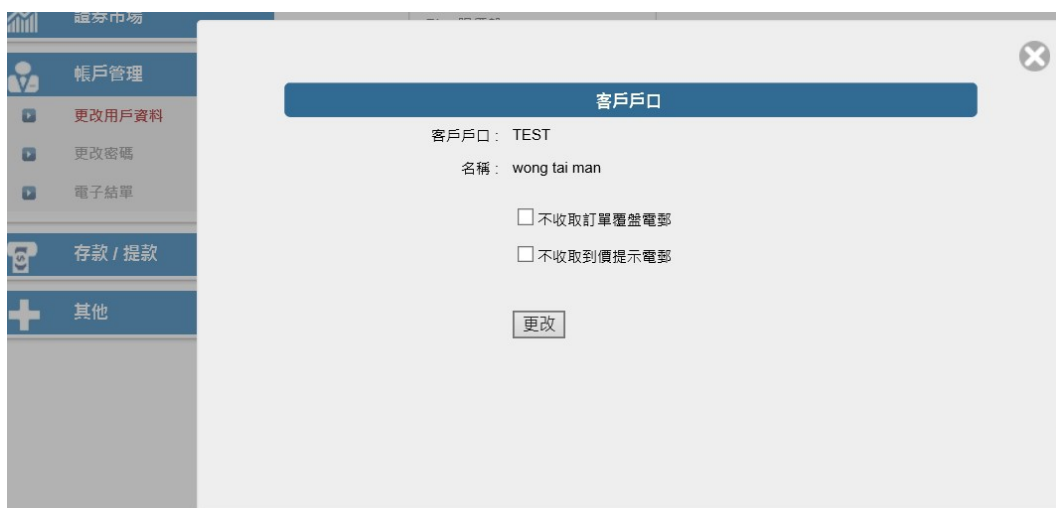 證券市場
帳戶管理
更改用戶資料
更改密碼
電子結單
存款 / 提款
其他
客戶戶口
客戶戶口 : TEST
名稱 : wong tai man
不收取訂單覆盤電郵
不收取到價提示電郵
更改